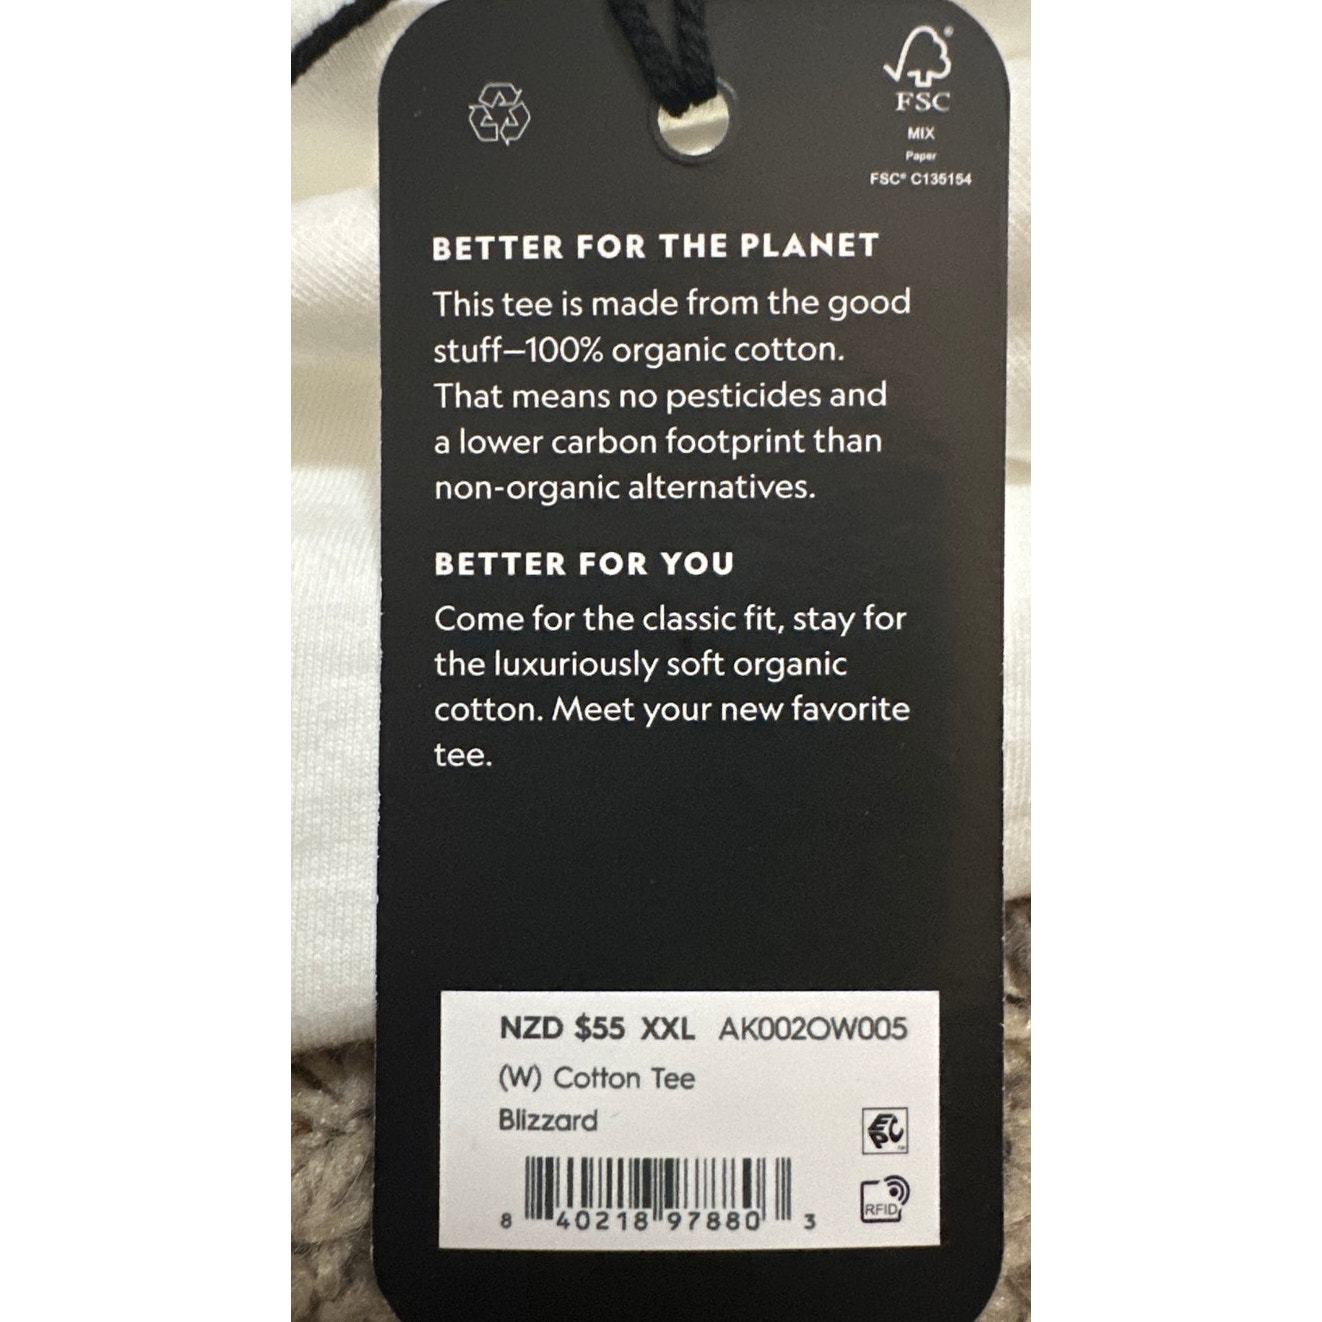 FSC
MIX
Paper
FSC® C135154
BETTER FOR THE PLANET
This tee is made from the good
stuff—100% organic cotton.
That means no pesticides and
a lower carbon footprint than
non-organic alternatives.
BETTER FOR YOU
Come for the classic fit, stay for
the luxuriously soft organic
cotton. Meet your new favorite
tee.
NZD $55 XXL AK002OW005
(W) Cotton Tee
Blizzard
EPC
RFID
8 40218 97880 3